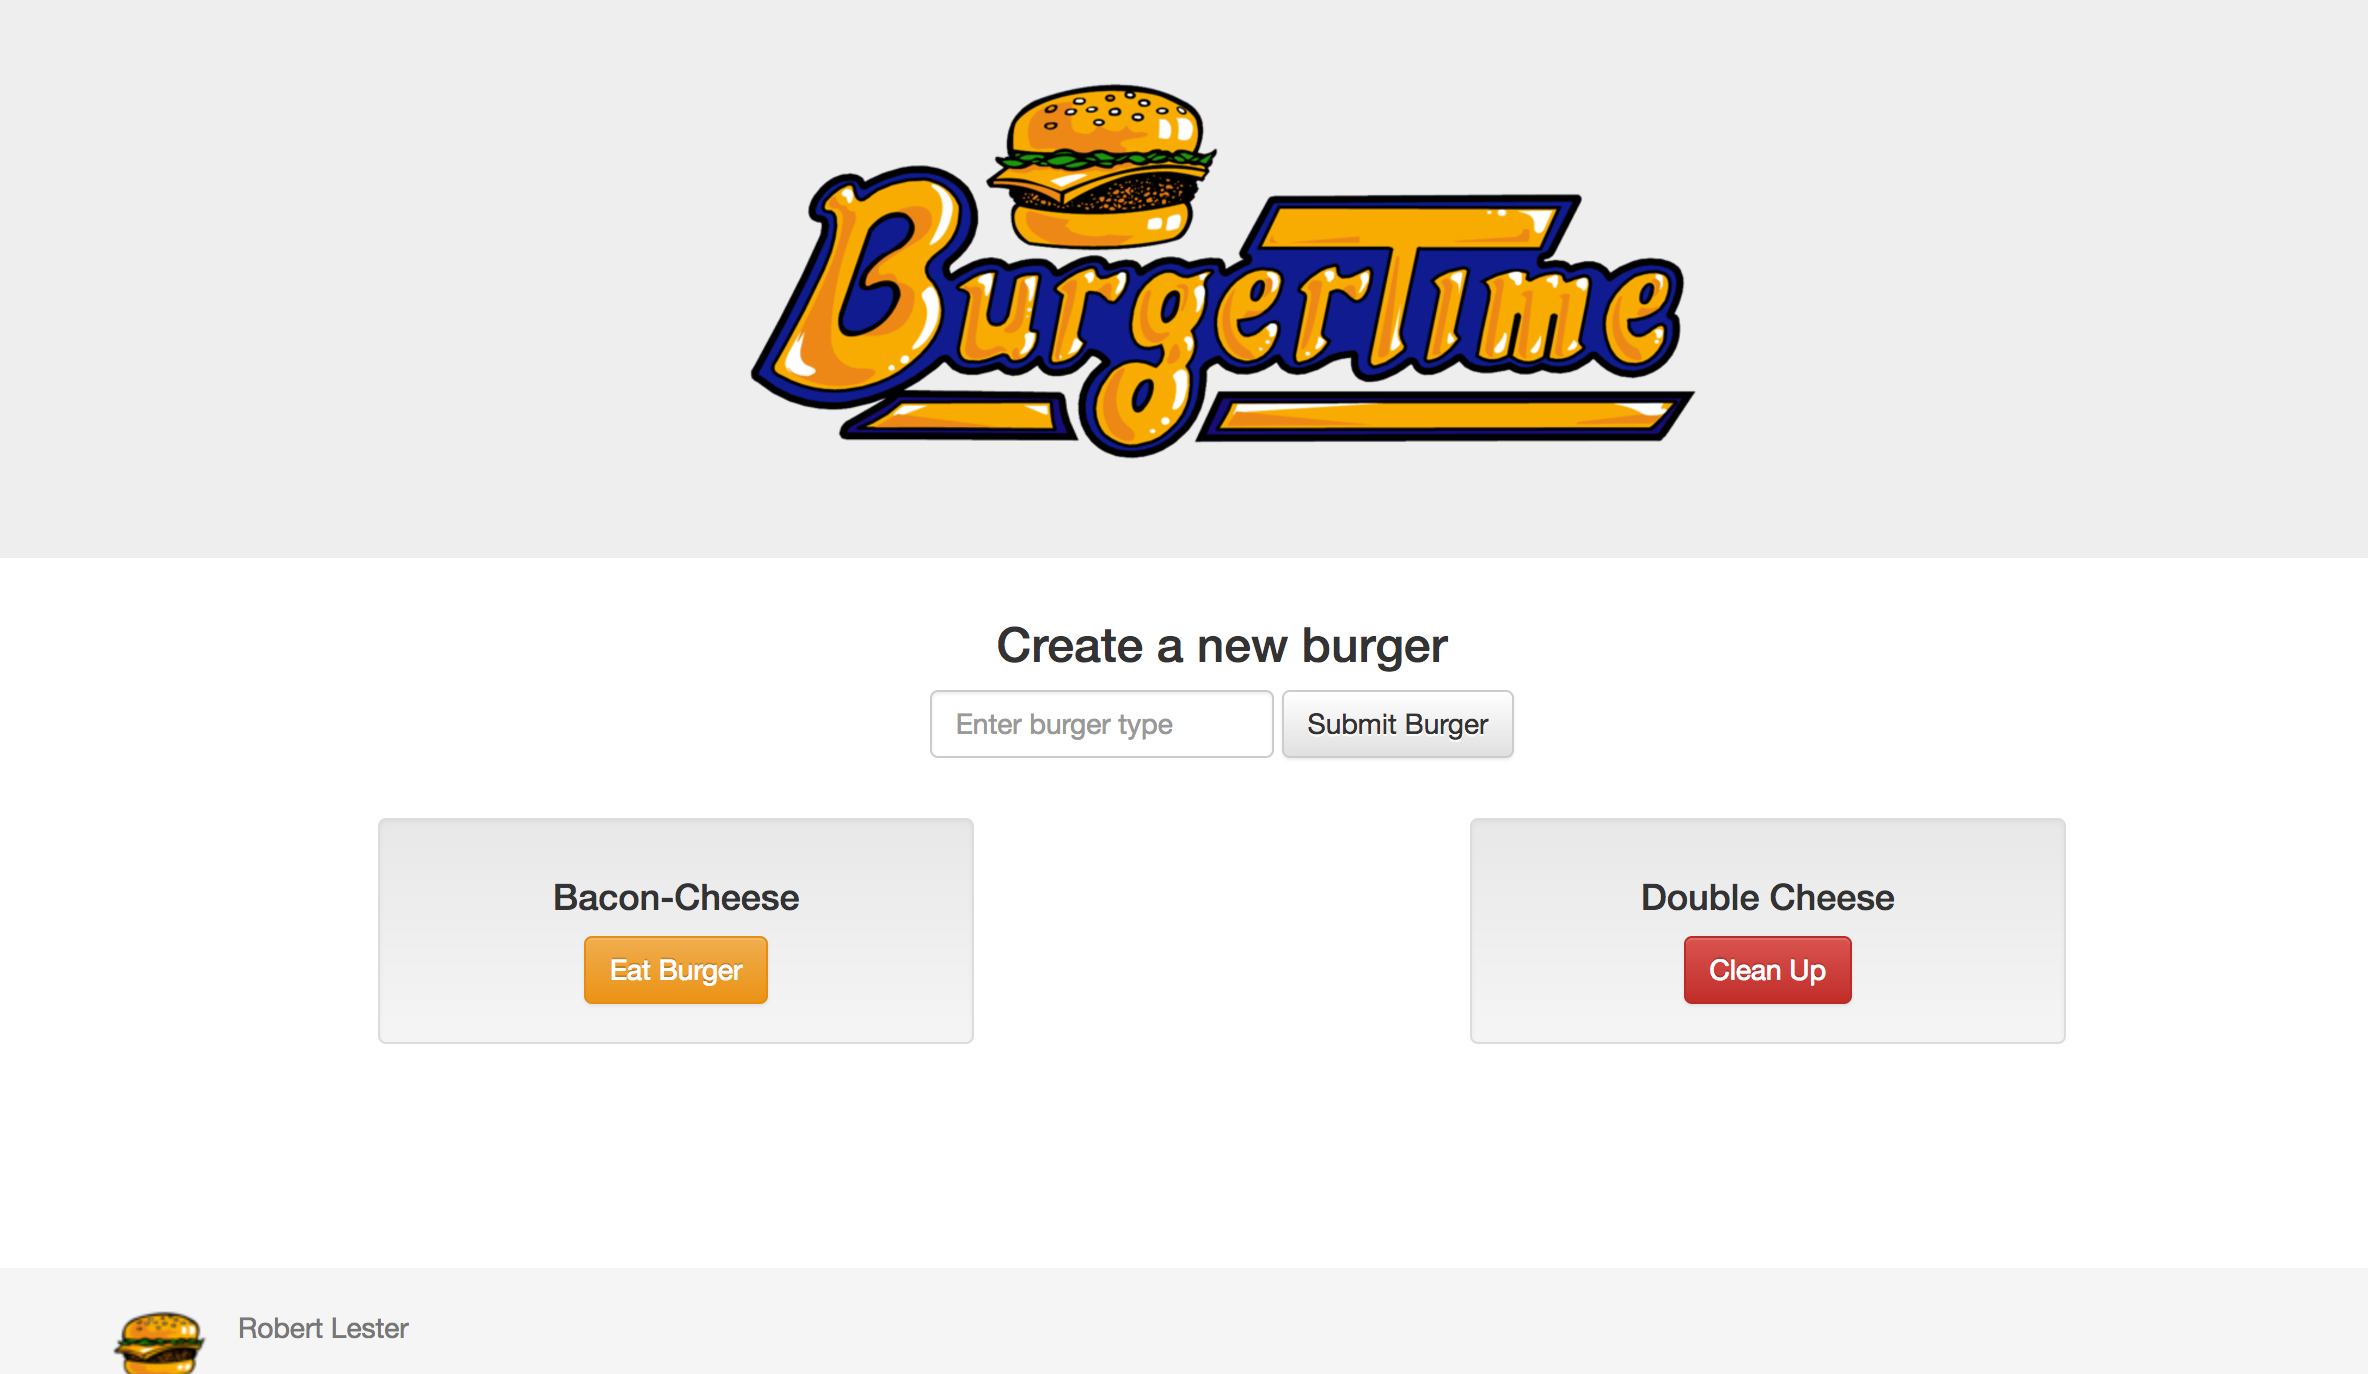 BurgerTime
Create a new burger
Enter burger type
Submit Burger
Bacon-Cheese
Double Cheese
Eat Burger
Clean Up
Robert Lester